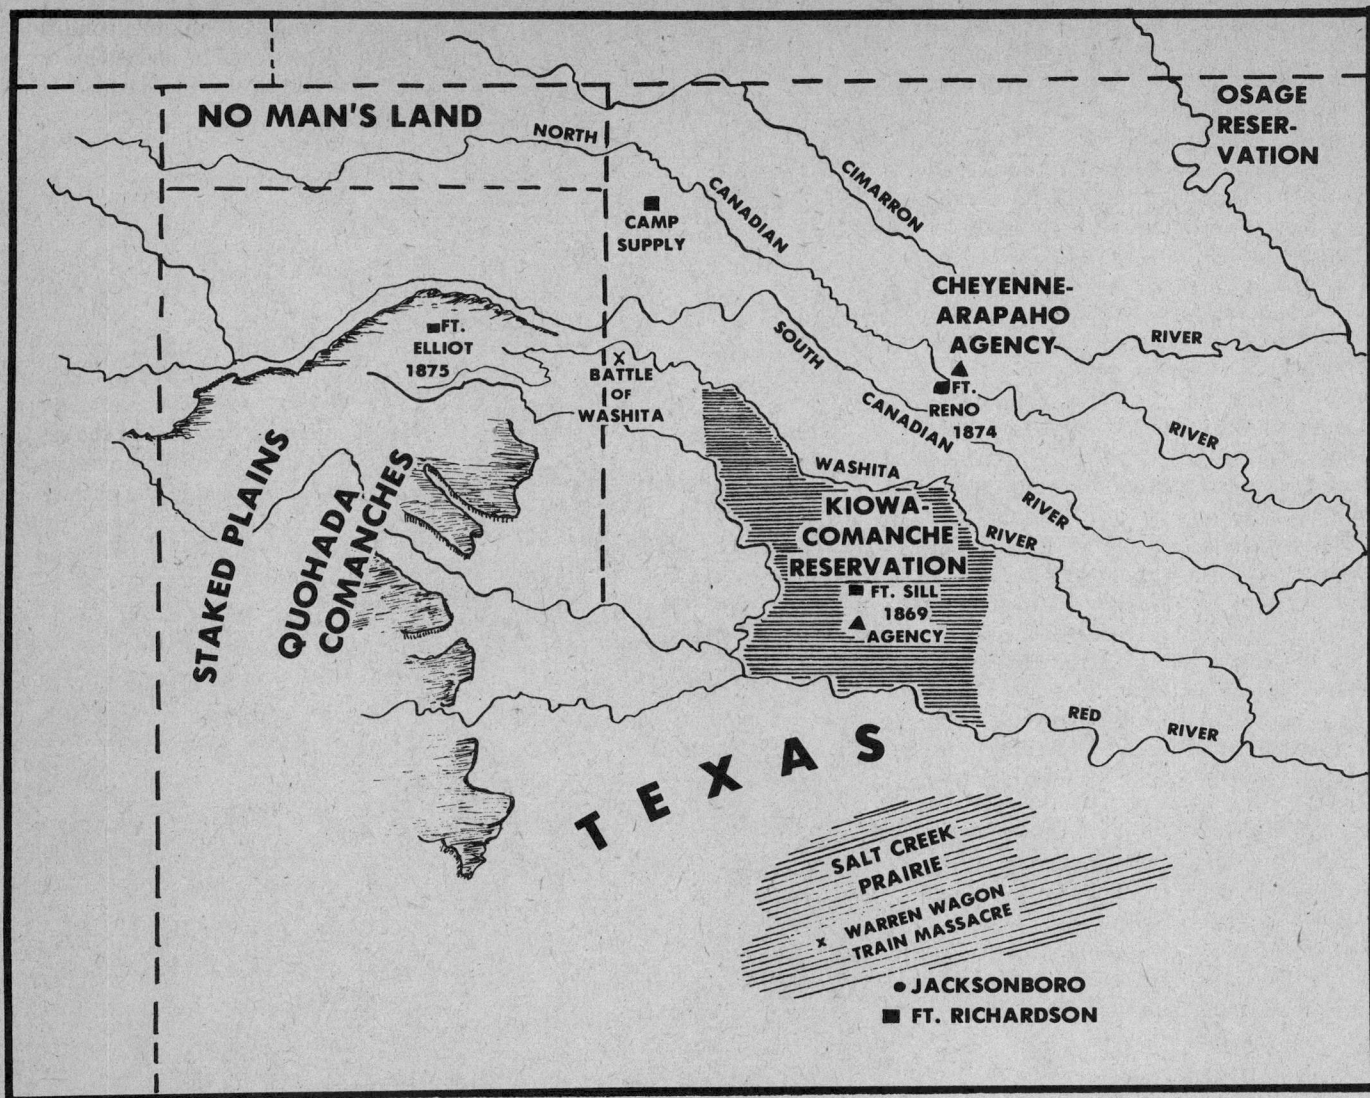 NO MAN'S LAND
OSAGE
RESER-
VATION
NORTH
CANADIAN
RIVER
CIMARRON
RIVER
CAMP
SUPPLY
CHEYENNE-
ARAPAHO
AGENCY
FT.
ELLIOT
1875
X
BATTLE
OF
WASHITA
SOUTH
CANADIAN
RIVER
FT.
RENO
1874
STAKED PLAINS
QUOHADA
COMANCHES
WASHITA
RIVER
KIOWA-
COMANCHE
RESERVATION
FT. SILL
1869
AGENCY
RED
RIVER
TEXAS
SALT CREEK
PRAIRIE
X WARREN WAGON
TRAIN MASSACRE
JACKSONBORO
FT. RICHARDSON